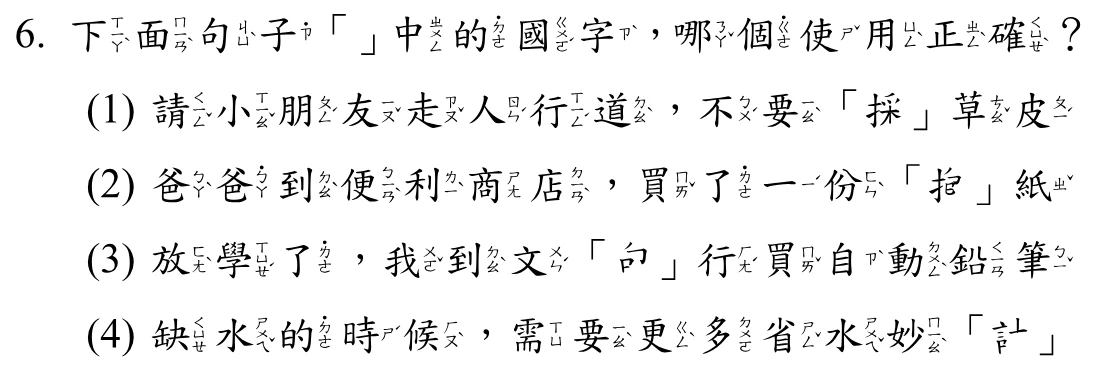 6. 下面句子「 」中的國字，哪個使用正確？
(1) 請小朋友走人行道，不要「採」草皮
(2) 爸爸到便利商店，買了一份「抱」紙
(3) 放學了，我到文「」行買自動鉛筆
(4) 缺水的時候，需要更多省水妙「計」